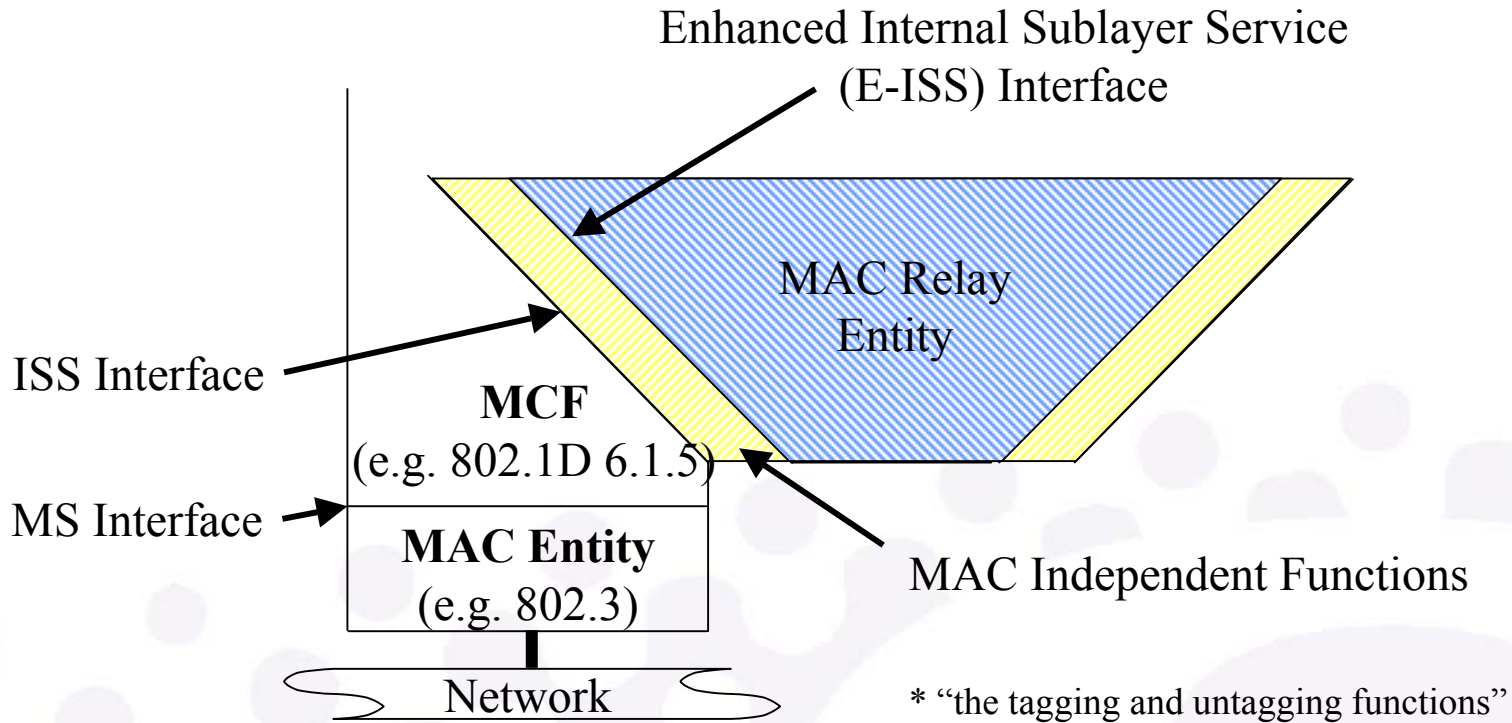 Enhanced Internal Sublayer Service
(E-ISS) Interface
MAC Relay
Entity
ISS Interface
MCF
(e.g. 802.1D 6.1.5)
MS Interface
MAC Entity
(e.g. 802.3)
MAC Independent Functions
Network
* “the tagging and untagging functions”